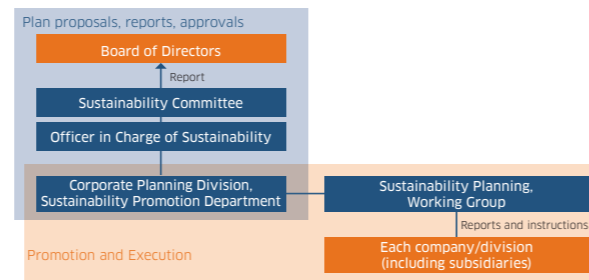 Plan proposals, reports, approvals
Board of Directors
Report
Sustainability Committee
Officer in Charge of Sustainability
Corporate Planning Division,
Sustainability Promotion Department
Sustainability Planning,
Working Group
Reports and instructions
Each company/division
(including subsidiaries)
Promotion and Execution